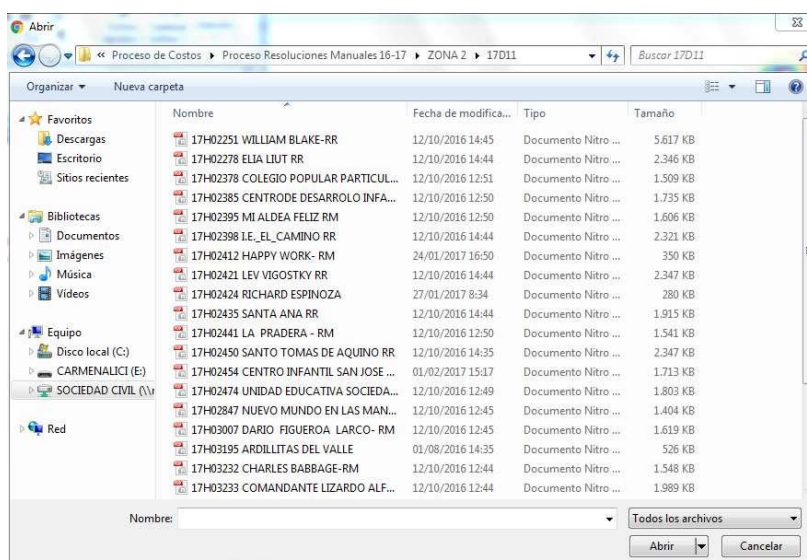 Abrir
« Proceso de Costos ▸ Proceso Resoluciones Manuales 16-17 ▸ ZONA 2 ▸ 17D11 Buscar 17D11
Organizar Nueva carpeta
Favoritos
Descargas
Escritorio
Sitios recientes
Bibliotecas
Documentos
Imágenes
Música
Vídeos
Equipo
Disco local (C:)
CARMENALICI (E:)
SOCIEDAD CIVIL (\\
Red
Nombre Fecha de modifica... Tipo Tamaño
17H02251 WILLIAM BLAKE-RR 12/10/2016 14:45 Documento Nitro ... 5.617 KB
17H02278 ELIA LIUT RR 12/10/2016 14:44 Documento Nitro ... 2.346 KB
17H02378 COLEGIO POPULAR PARTICUL... 12/10/2016 12:51 Documento Nitro ... 1.509 KB
17H02385 CENTRODE DESARROLO INFA... 12/10/2016 12:50 Documento Nitro ... 1.735 KB
17H02395 MI ALDEA FELIZ RM 12/10/2016 12:50 Documento Nitro ... 1.606 KB
17H02398 I.E._EL_CAMINO RR 12/10/2016 14:44 Documento Nitro ... 2.321 KB
17H02412 HAPPY WORK- RM 24/01/2017 16:50 Documento Nitro ... 350 KB
17H02421 LEV VIGOSTKY RR 12/10/2016 14:44 Documento Nitro ... 2.347 KB
17H02424 RICHARD ESPINOZA 27/01/2017 8:34 Documento Nitro ... 280 KB
17H02435 SANTA ANA RR 12/10/2016 14:44 Documento Nitro ... 1.915 KB
17H02441 LA PRADERA - RM 12/10/2016 12:50 Documento Nitro ... 1.541 KB
17H02450 SANTO TOMAS DE AQUINO RR 12/10/2016 14:35 Documento Nitro ... 2.347 KB
17H02454 CENTRO INFANTIL SAN JOSE ... 01/02/2017 15:17 Documento Nitro ... 1.713 KB
17H02474 UNIDAD EDUCATIVA SOCIEDA... 12/10/2016 12:49 Documento Nitro ... 1.803 KB
17H02847 NUEVO MUNDO EN LAS MAN... 12/10/2016 12:45 Documento Nitro ... 1.404 KB
17H03007 DARIO FIGUEROA LARCO- RM 12/10/2016 12:45 Documento Nitro ... 1.619 KB
17H03195 ARDILLITAS DEL VALLE 01/08/2016 14:35 Documento Nitro ... 526 KB
17H03232 CHARLES BABBAGE-RM 12/10/2016 12:44 Documento Nitro ... 1.548 KB
17H03233 COMANDANTE LIZARDO ALF... 12/10/2016 12:44 Documento Nitro ... 1.989 KB
Nombre: Todos los archivos
Abrir Cancelar